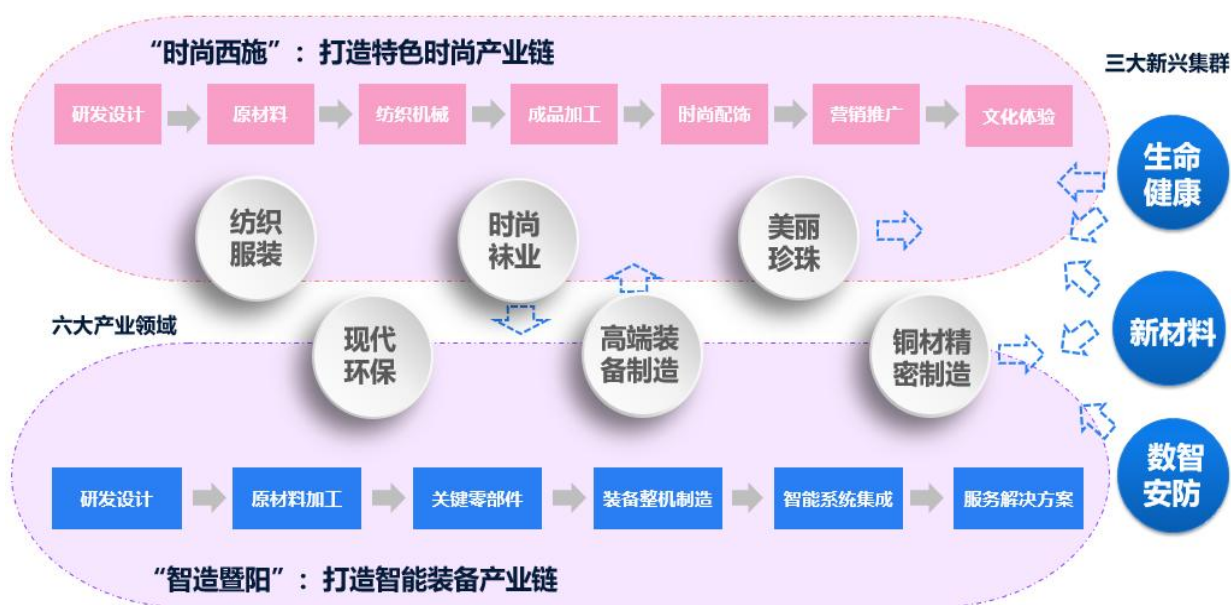 “时尚西施”：打造特色时尚产业链
三大新兴集群
研发设计
原材料
纺织机械
成品加工
时尚配饰
营销推广
文化体验
生命
健康
纺织
服装
时尚
袜业
美丽
珍珠
六大产业领域
现代
环保
高端装
备制造
铜材精
密制造
新材料
数智
安防
研发设计
原材料加工
关键零部件
装备整机制造
智能系统集成
服务解决方案
“智造暨阳”：打造智能装备产业链